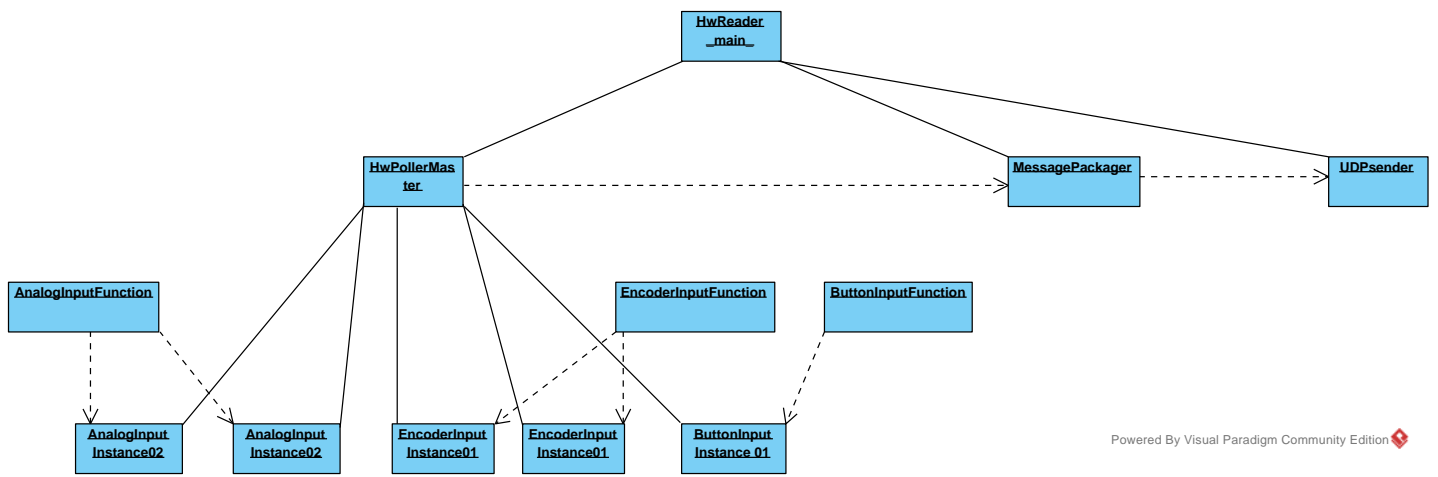 HwReader
_main_
HwPollerMas
ter
MessagePackager
UDPsender
AnalogInputFunction
EncoderInputFunction
ButtonInputFunction
AnalogInput
Instance02
AnalogInput
Instance02
EncoderInput
Instance01
EncoderInput
Instance01
ButtonInput
Instance 01
Powered By Visual Paradigm Community Edition